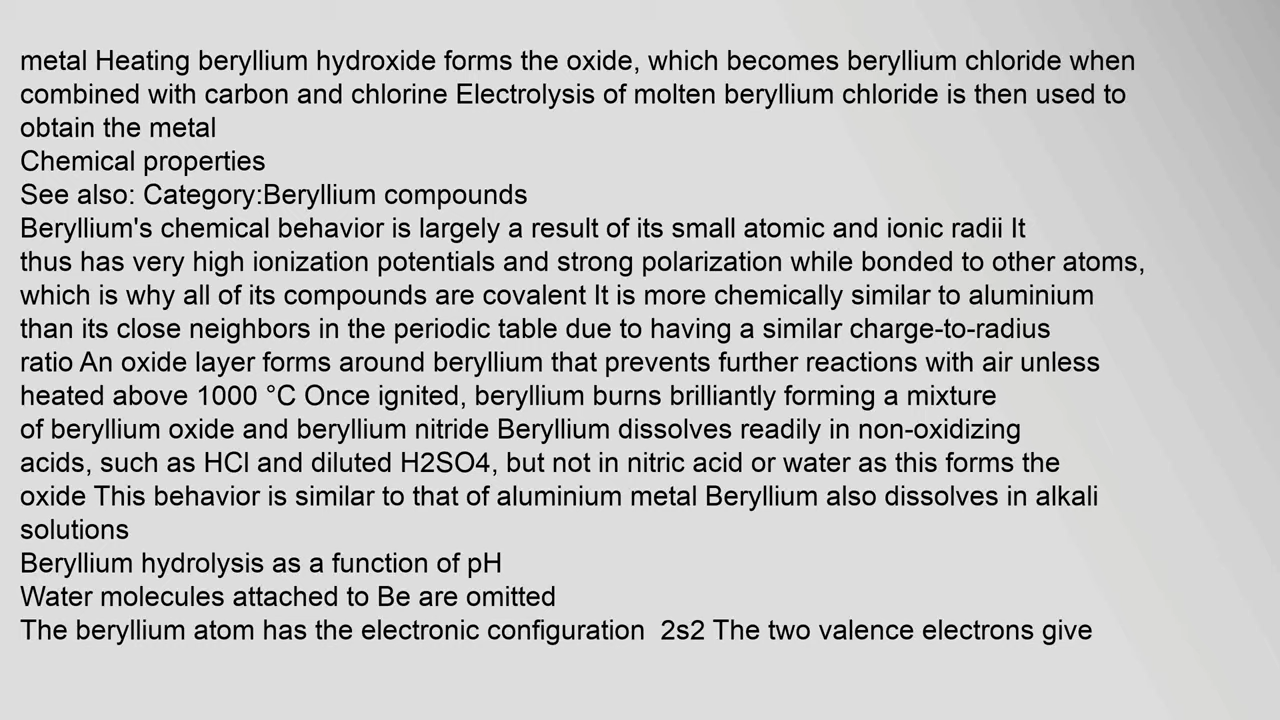 metal Heating beryllium hydroxide forms the oxide, which becomes beryllium chloride when
combined with carbon and chlorine Electrolysis of molten beryllium chloride is then used to
obtain the metal
Chemical properties
See also: Category:Beryllium compounds
Beryllium's chemical behavior is largely a result of its small atomic and ionic radii It
thus has very high ionization potentials and strong polarization while bonded to other atoms,
which is why all of its compounds are covalent It is more chemically similar to aluminium
than its close neighbors in the periodic table due to having a similar charge-to-radius
ratio An oxide layer forms around beryllium that prevents further reactions with air unless
heated above 1000 °C Once ignited, beryllium burns brilliantly forming a mixture
of beryllium oxide and beryllium nitride Beryllium dissolves readily in non-oxidizing
acids, such as HCl and diluted H2SO4, but not in nitric acid or water as this forms the
oxide This behavior is similar to that of aluminium metal Beryllium also dissolves in alkali
solutions
Beryllium hydrolysis as a function of pH
Water molecules attached to Be are omitted
The beryllium atom has the electronic configuration  2s2 The two valence electrons give